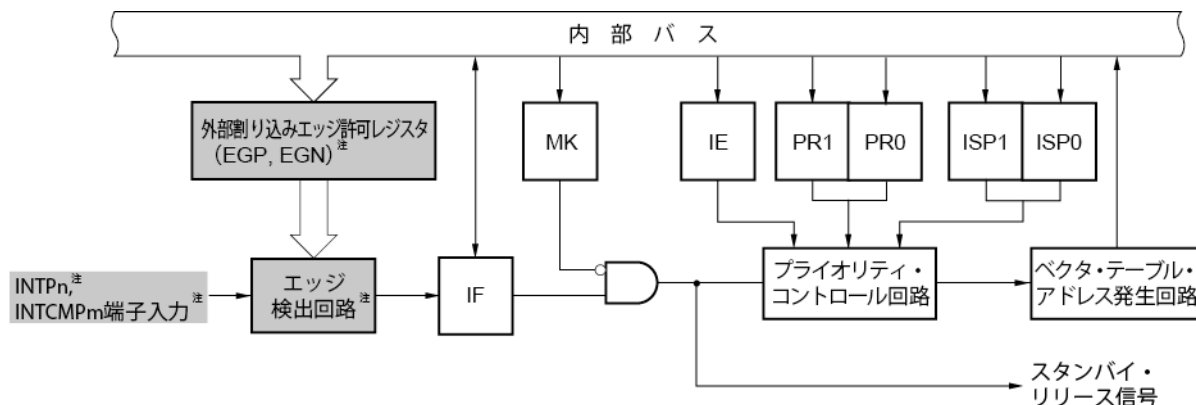 内部バス
外部割り込みエッジ許可レジスタ
（EGP, EGN）注
MK
IE
PR1
PR0
ISP1
ISP0
INTPn,注
INTCMPm端子入力注
エッジ
検出回路注
IF
プライオリティ・
コントロール回路
ベクタ・テーブル・
アドレス発生回路
スタンバイ・
リリース信号